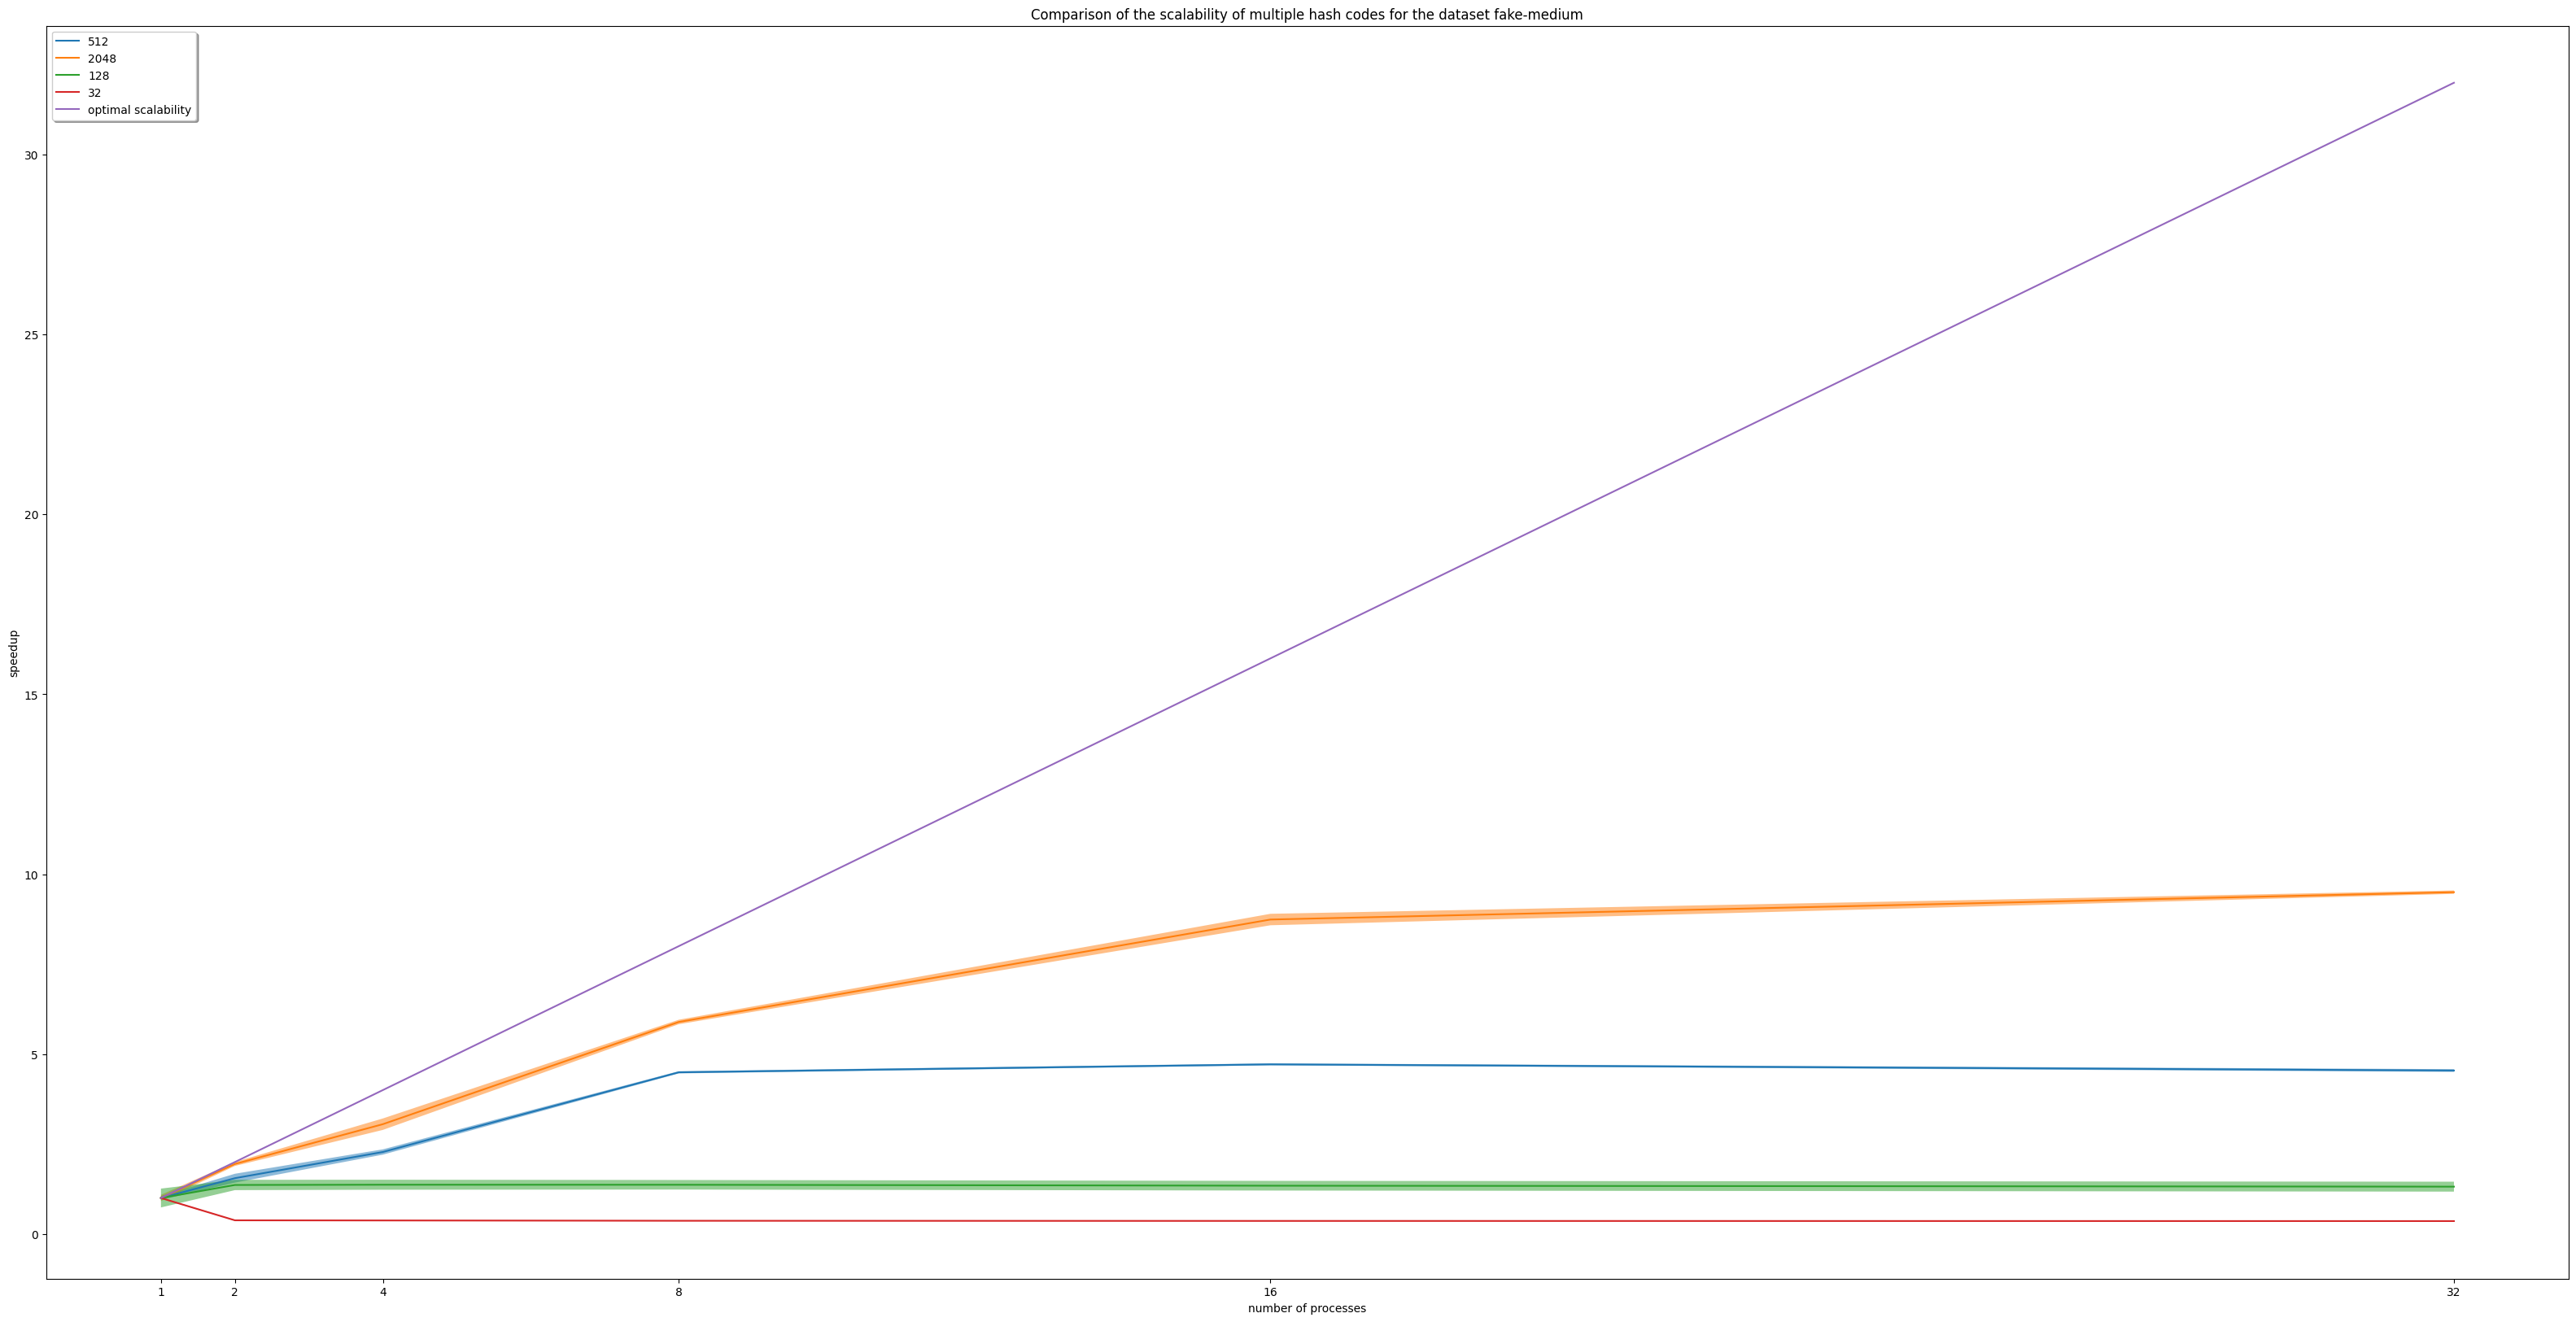 Comparison of the scalability of multiple hash codes for the dataset fake-medium
512
2048
128
32
optimal scalability
30
25
20
15
10
5
0
speedup
1 2 4 8 16 32
number of processes